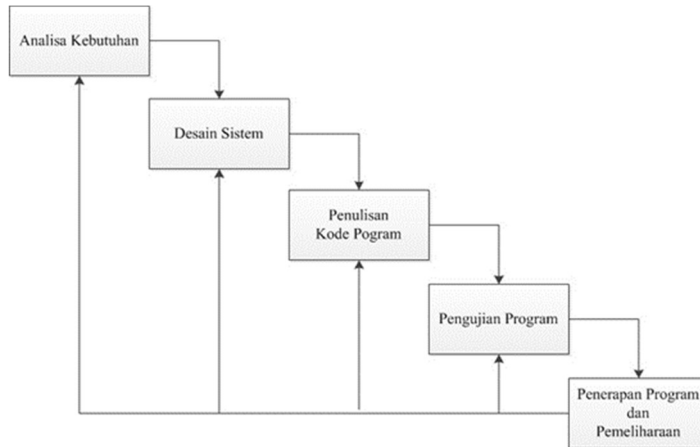 Analisa Kebutuhan
Desain Sistem
Penulisan
Kode Pogram
Pengujian Program
Penerapan Program
dan
Pemeliharaan